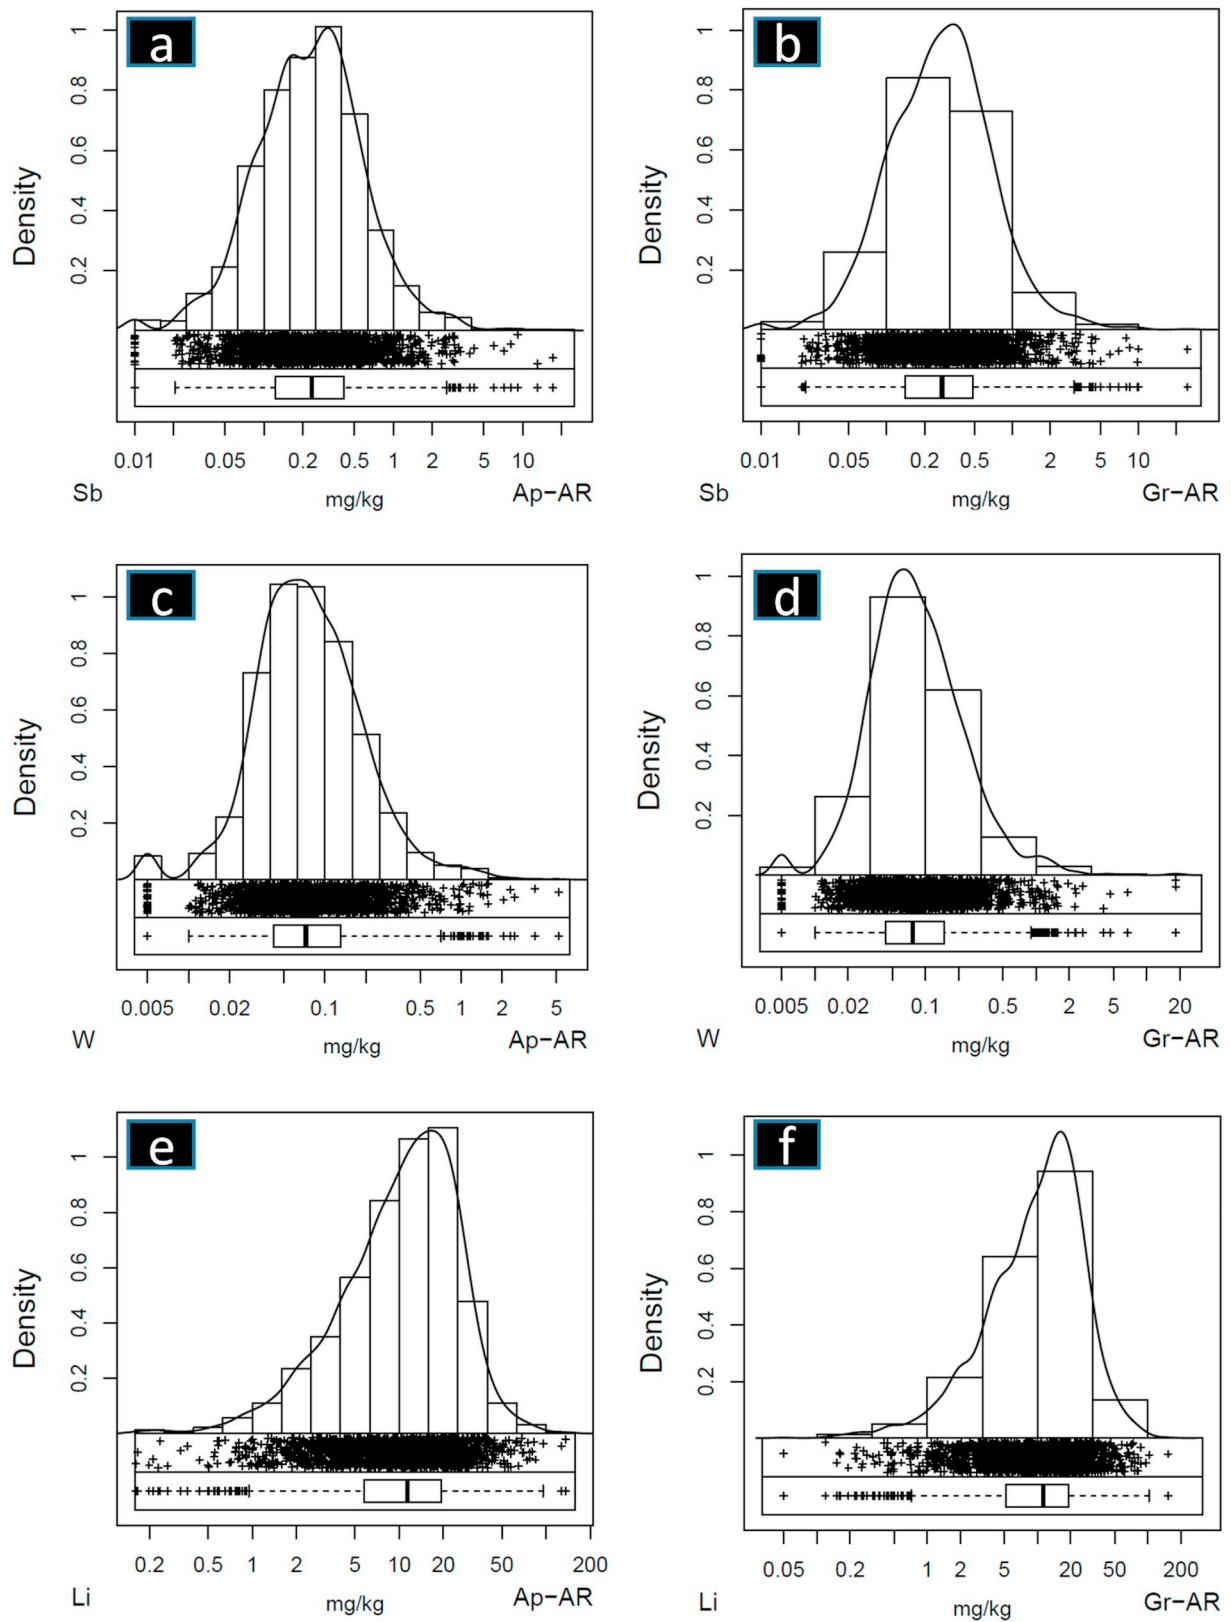 a
Density
0.2 0.4 0.6 0.8 1
0.01 0.05 0.2 0.5 1 2 5 10
Sb mg/kg Ap−AR
b
Density
0.2 0.4 0.6 0.8 1
0.01 0.05 0.2 0.5 2 5 10
Sb mg/kg Gr−AR
c
Density
0.2 0.4 0.6 0.8 1
0.005 0.02 0.1 0.5 1 2 5
W mg/kg Ap−AR
d
Density
0.2 0.4 0.6 0.8 1
0.005 0.02 0.1 0.5 2 5 20
W mg/kg Gr−AR
e
Density
0.2 0.4 0.6 0.8 1
0.2 0.5 1 2 5 10 20 50 200
Li mg/kg Ap−AR
f
Density
0.2 0.4 0.6 0.8 1
0.05 0.2 1 2 5 20 50 200
Li mg/kg Gr−AR